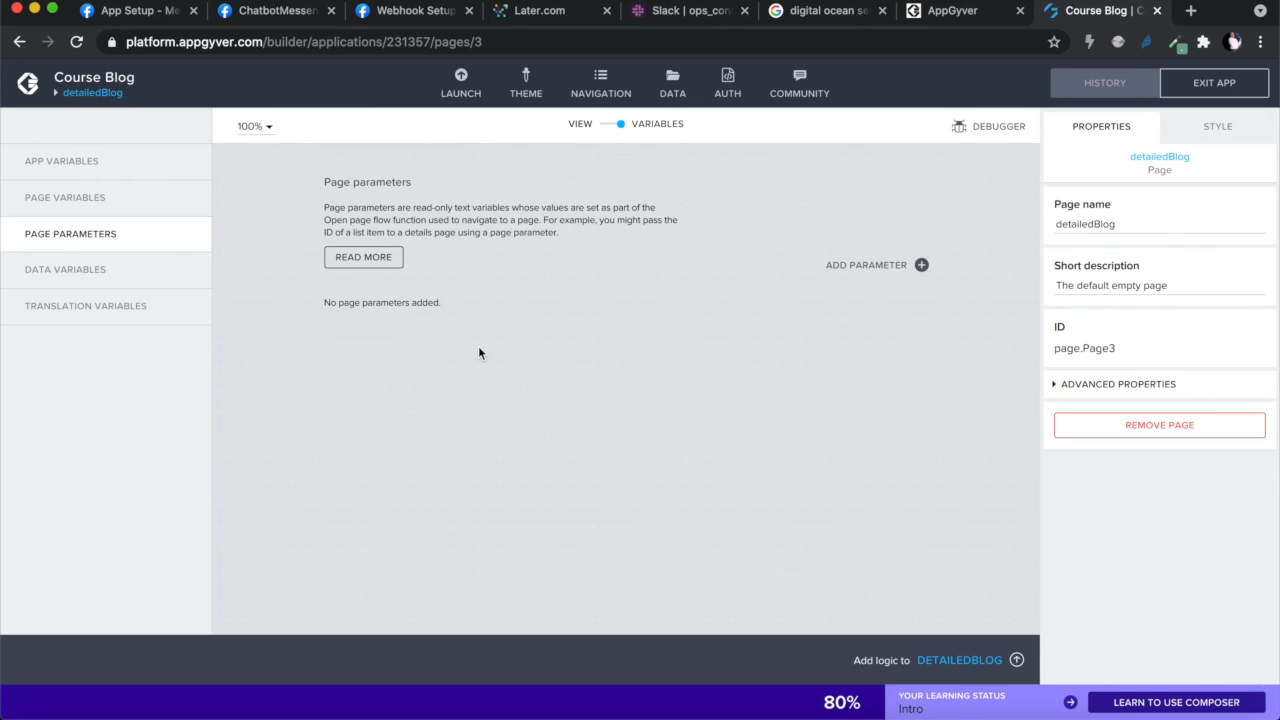 App Setup - Me
ChatbotMessen
Webhook Setup
Later.com
Slack | ops_con
digital ocean se
AppGyver
Course Blog | C
platform.appgyver.com/builder/applications/231357/pages/3
Course Blog
detailedBlog
LAUNCH
THEME
NAVIGATION
DATA
AUTH
COMMUNITY
HISTORY
EXIT APP
100%
VIEW
VARIABLES
DEBUGGER
PROPERTIES
STYLE
APP VARIABLES
PAGE VARIABLES
PAGE PARAMETERS
DATA VARIABLES
TRANSLATION VARIABLES
Page parameters
Page parameters are read-only text variables whose values are set as part of the
Open page flow function used to navigate to a page. For example, you might pass the
ID of a list item to a details page using a page parameter.
READ MORE
ADD PARAMETER
No page parameters added.
detailedBlog
Page
Page name
detailedBlog
Short description
The default empty page
ID
page.Page3
ADVANCED PROPERTIES
REMOVE PAGE
Add logic to DETAILEDBLOG
80%
YOUR LEARNING STATUS
Intro
LEARN TO USE COMPOSER